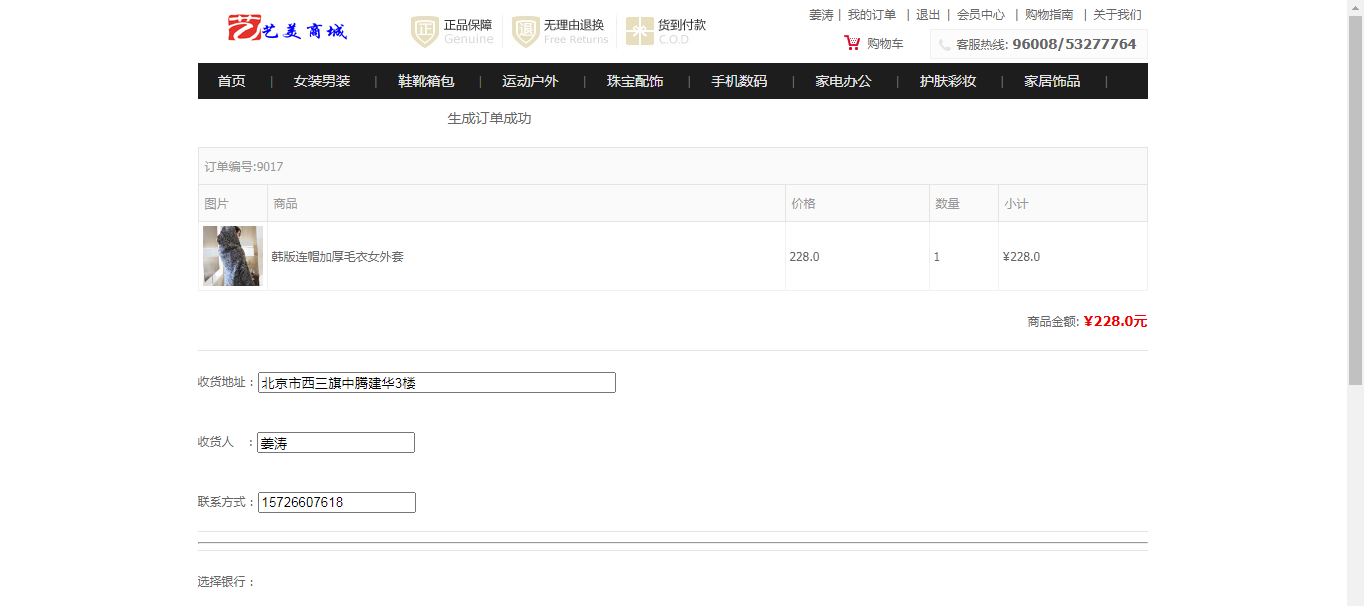 艺 艺美商城
正 正品保障 Genuine
退 无理由退换 Free Returns
货到付款 C.O.D
姜涛 | 我的订单 | 退出 | 会员中心 | 购物指南 | 关于我们
购物车 客服热线: 96008/53277764
首页 | 女装男装 | 鞋靴箱包 | 运动户外 | 珠宝配饰 | 手机数码 | 家电办公 | 护肤彩妆 | 家居饰品 |
生成订单成功
订单编号:9017
图片 商品 价格 数量 小计
韩版连帽加厚毛衣女外套 228.0 1 ¥228.0
商品金额: ¥228.0元
收货地址： 北京市西三旗中腾建华3楼
收货人 ： 姜涛
联系方式： 15726607618
选择银行：